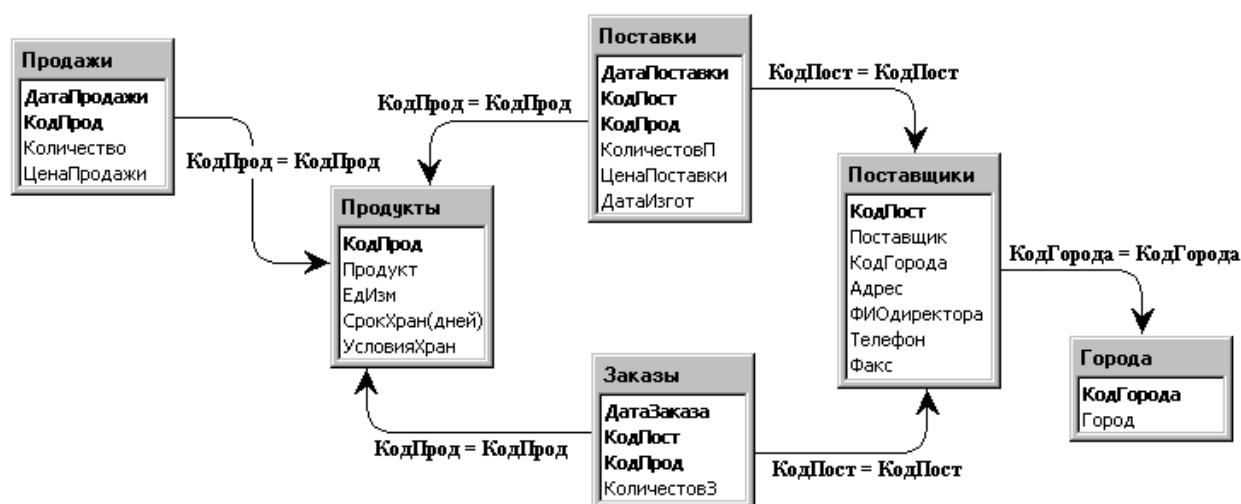 Продажи
ДатаПродажи
КодПрод
Количество
ЦенаПродажи
КодПрод = КодПрод
Поставки
ДатаПоставки
КодПост
КодПрод
КоличестовП
ЦенаПоставки
ДатаИзгот
КодПрод = КодПрод
КодПост = КодПост
Продукты
КодПрод
Продукт
ЕдИзм
СрокХран(дней)
УсловияХран
Поставщики
КодПост
Поставщик
КодГорода
Адрес
ФИОдиректора
Телефон
Факс
КодГорода = КодГорода
Заказы
ДатаЗаказа
КодПост
КодПрод
КоличестовЗ
КодПрод = КодПрод
КодПост = КодПост
Города
КодГорода
Город